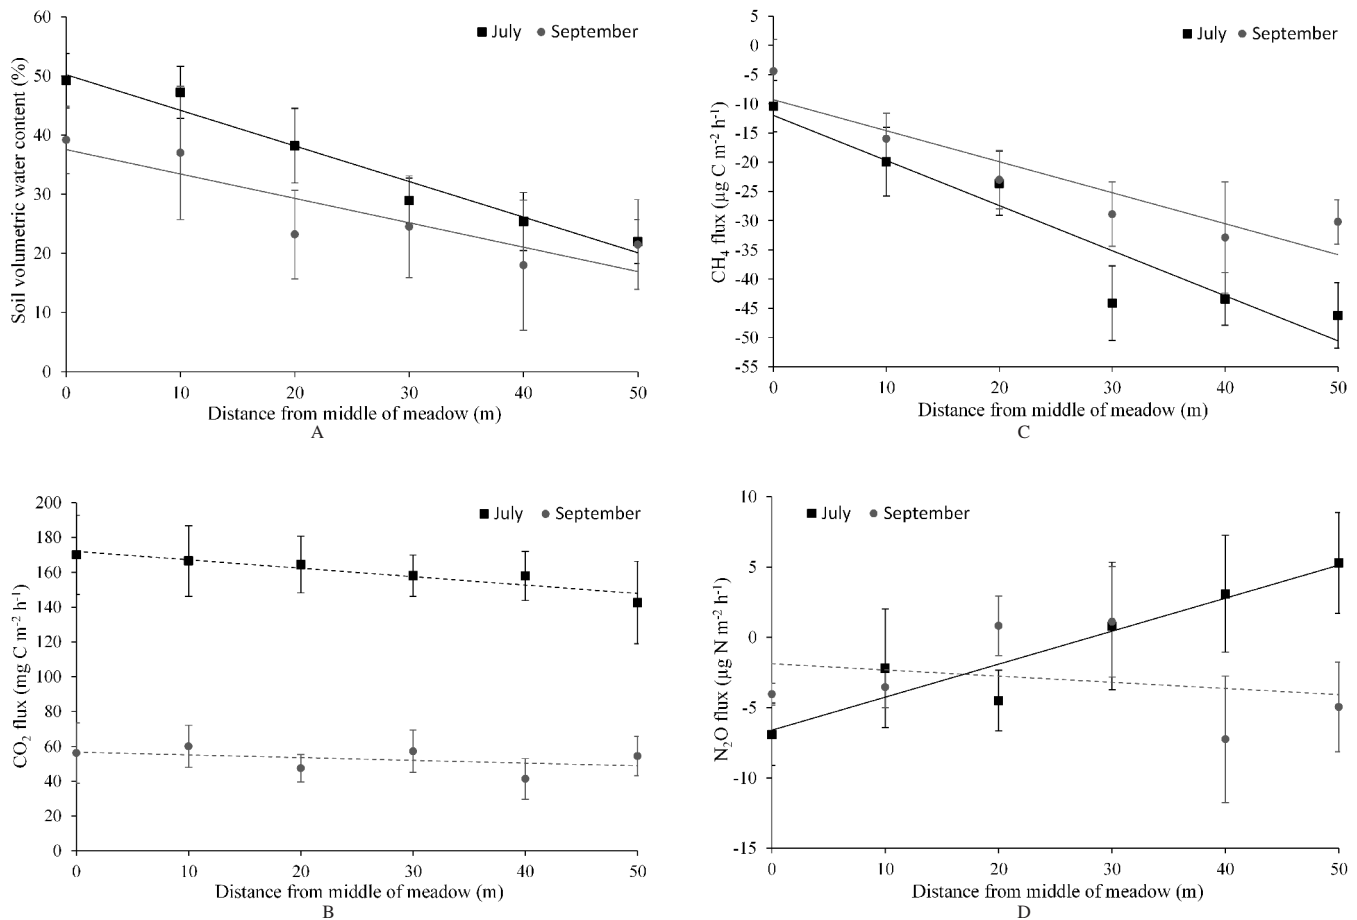 60
50
40
30
20
10
0
Soil volumetric water content (%)
July
September
0 10 20 30 40 50
Distance from middle of meadow (m)
A
5
0
-5
-10
-15
-20
-25
-30
-35
-40
-45
-50
-55
CH₄ flux (µg C m⁻² h⁻¹)
July
September
0 10 20 30 40 50
Distance from middle of meadow (m)
C
200
180
160
140
120
100
80
60
40
20
0
CO₂ flux (mg C m⁻² h⁻¹)
July
September
0 10 20 30 40 50
Distance from middle of meadow (m)
B
10
5
0
-5
-10
-15
N₂O flux (µg N m⁻² h⁻¹)
July
September
0 10 20 30 40 50
Distance from middle of meadow (m)
D